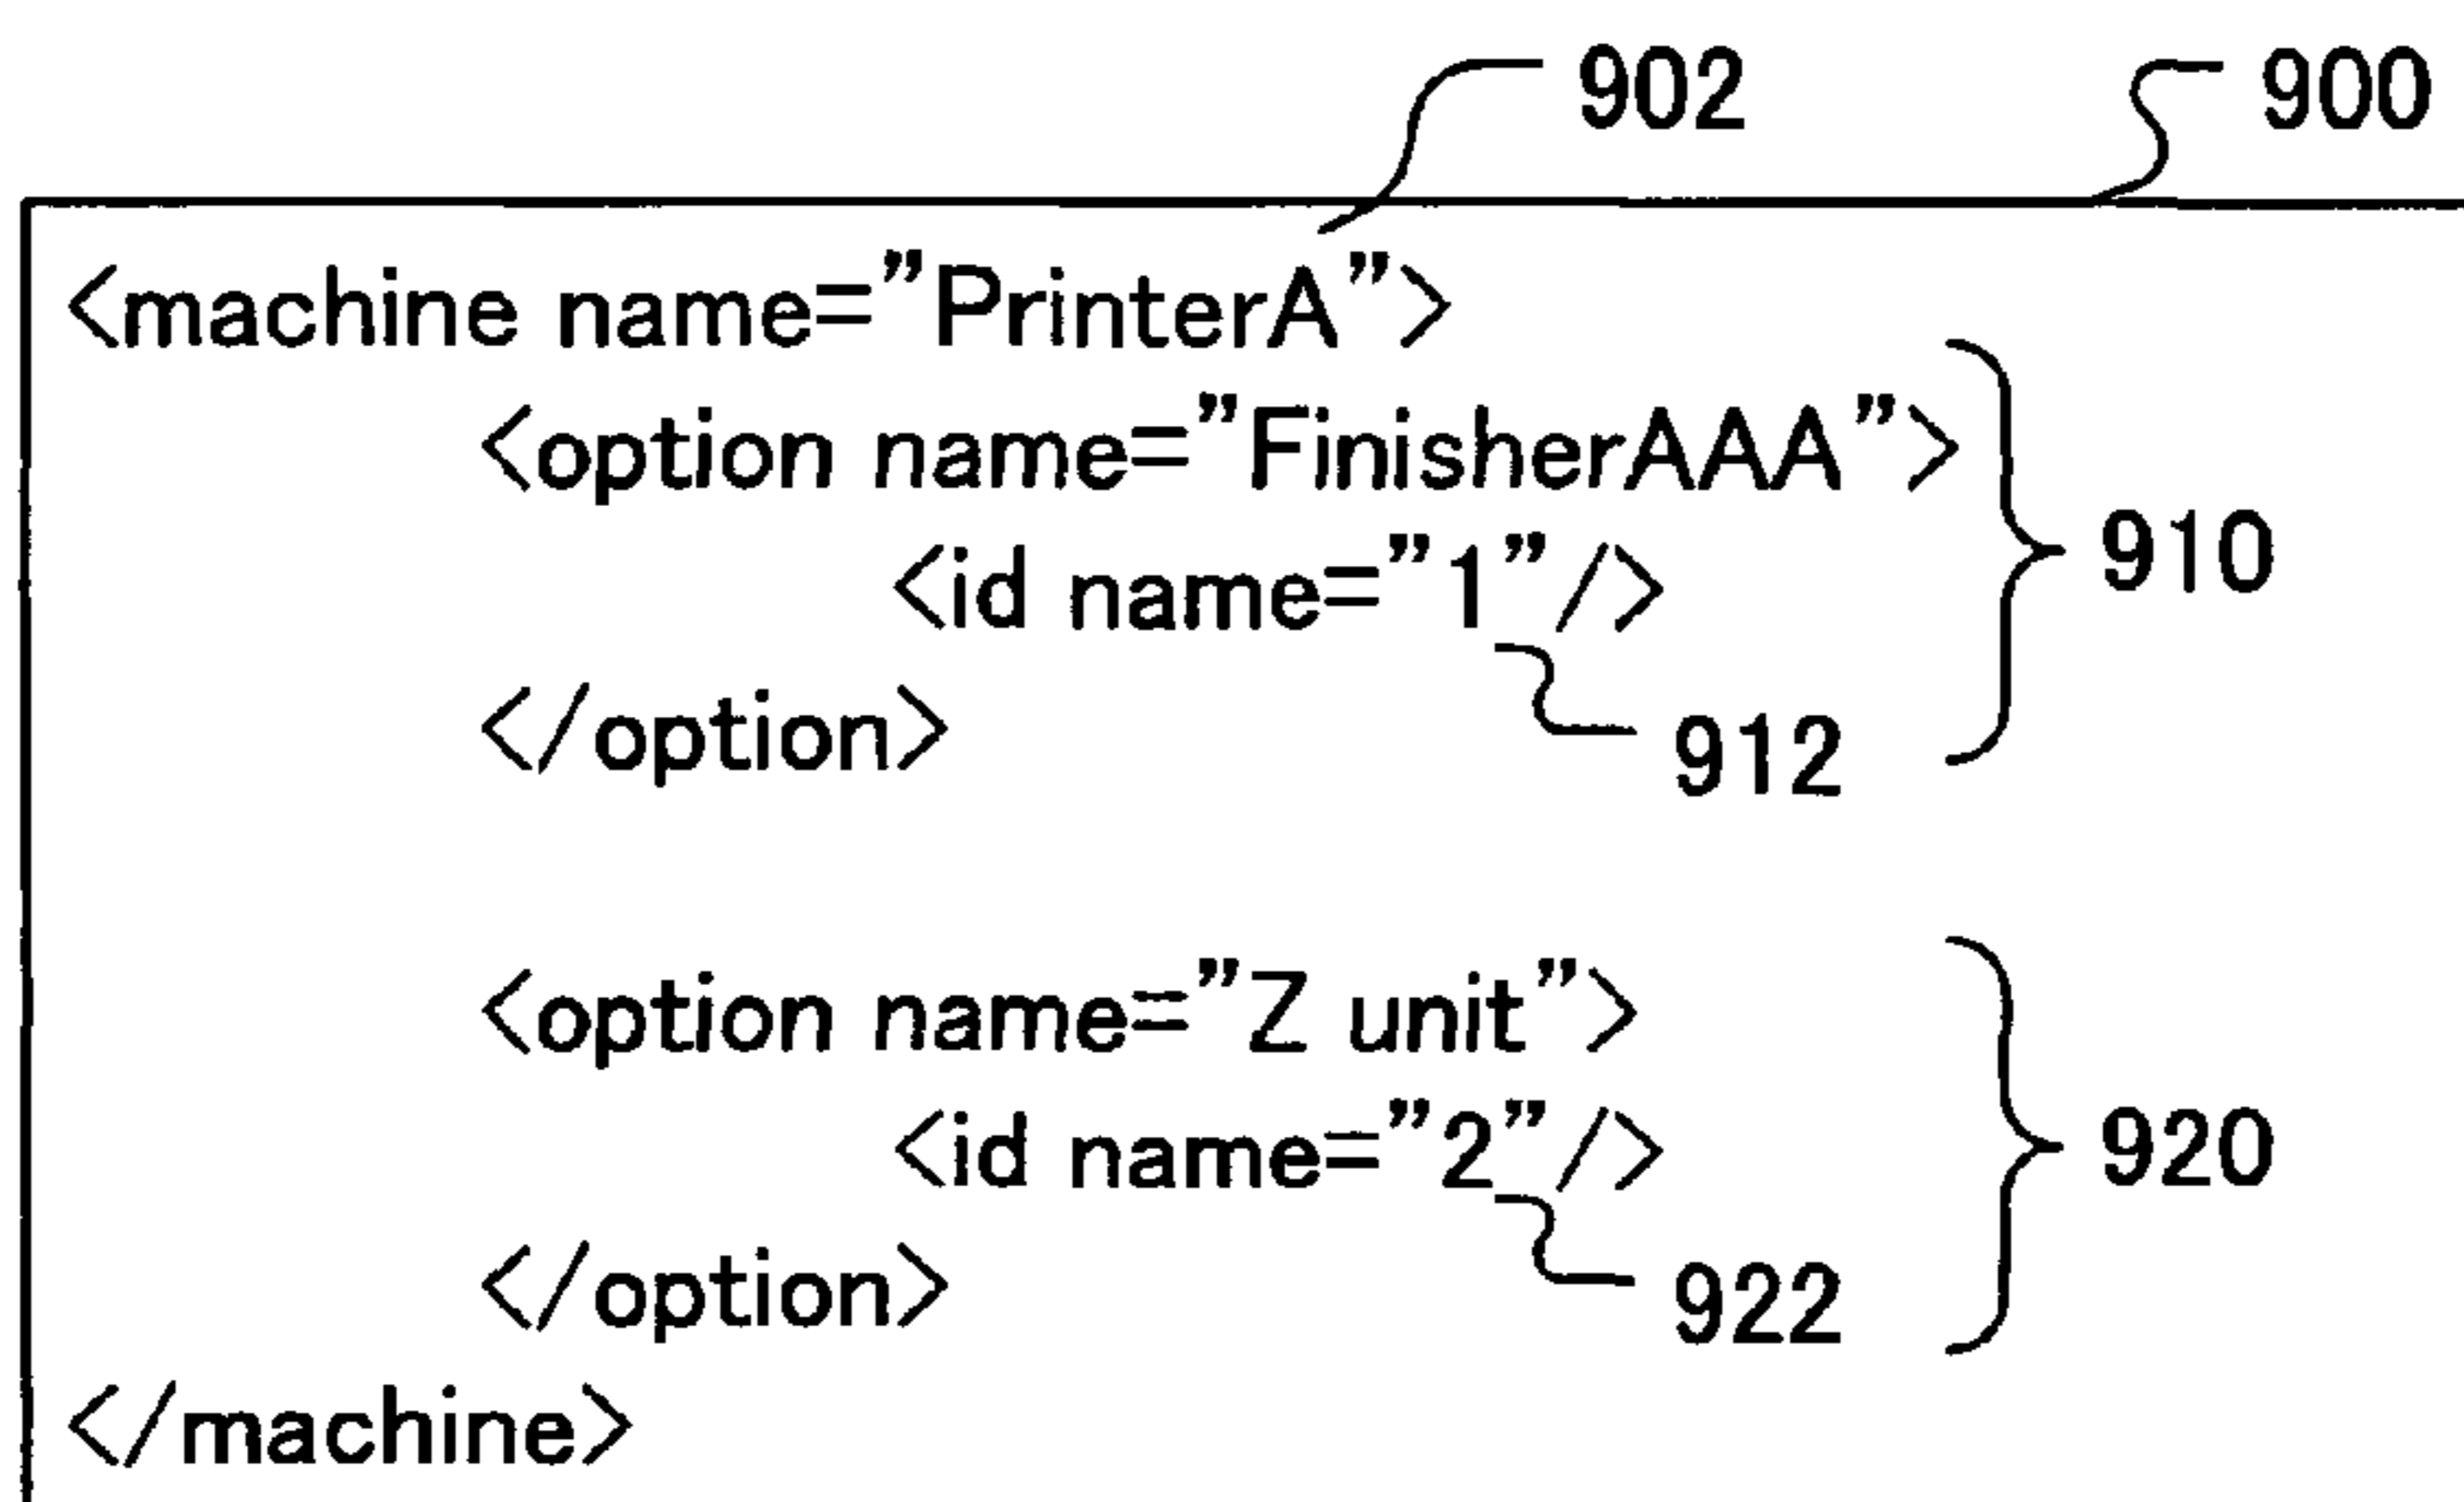 902 900
<machine name=”PrinterA”>
<option name=”FinisherAAA”>
<id name=”1”/>
910
</option>
912
<option name=”Z unit”>
<id name=”2”/>
920
</option>
922
</machine>